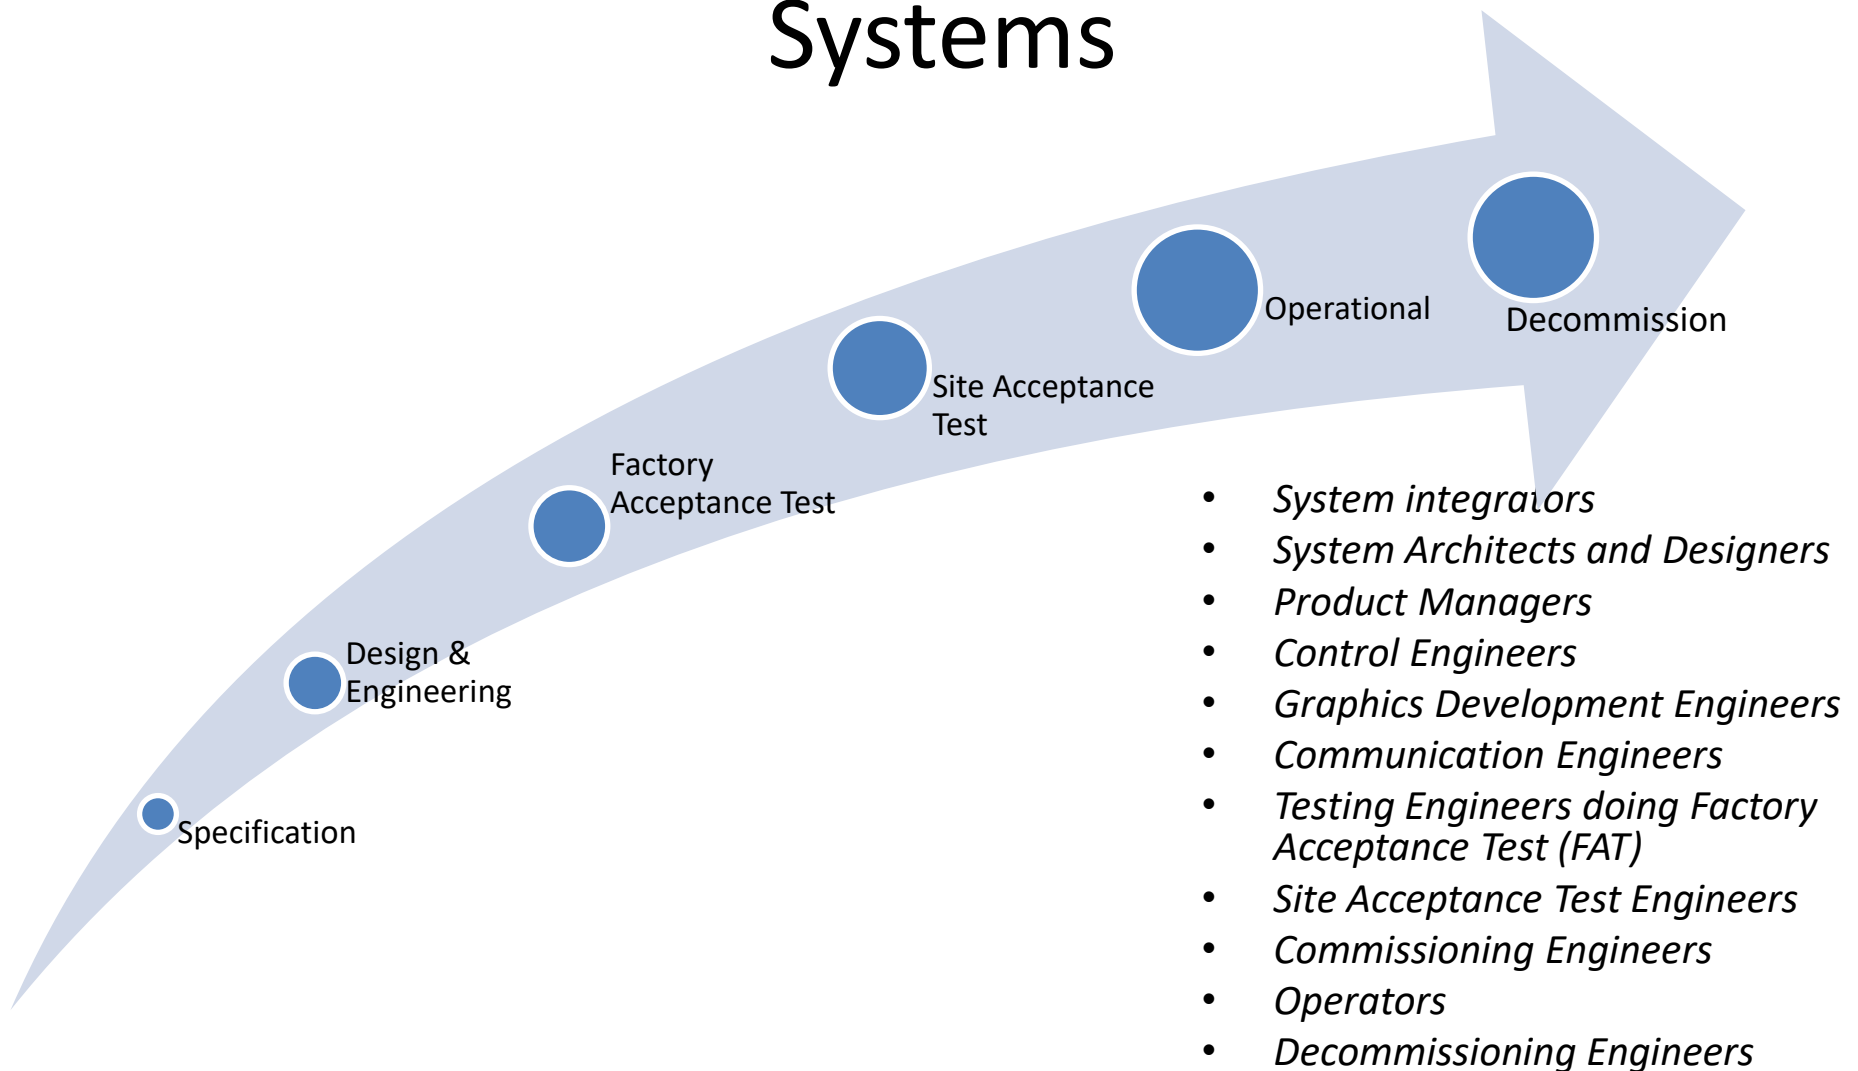 Systems
Operational
Decommission
Site Acceptance
Test
Factory
Acceptance Test
Design &
Engineering
Specification
• System integrators
• System Architects and Designers
• Product Managers
• Control Engineers
• Graphics Development Engineers
• Communication Engineers
• Testing Engineers doing Factory
Acceptance Test (FAT)
• Site Acceptance Test Engineers
• Commissioning Engineers
• Operators
• Decommissioning Engineers